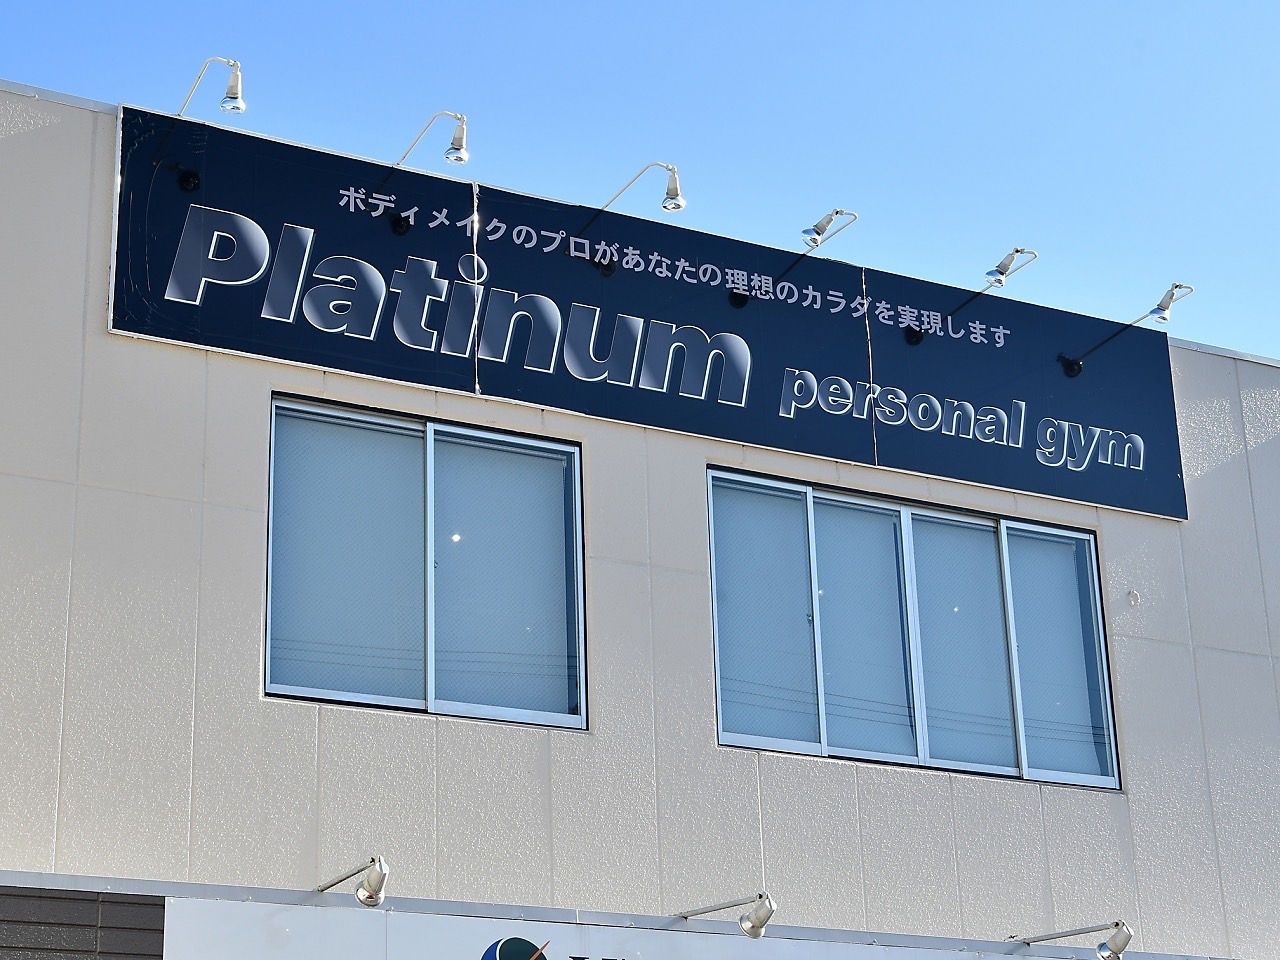 ボディメイクのプロがあなたの理想のカラダを実現します
Platinum personal gym